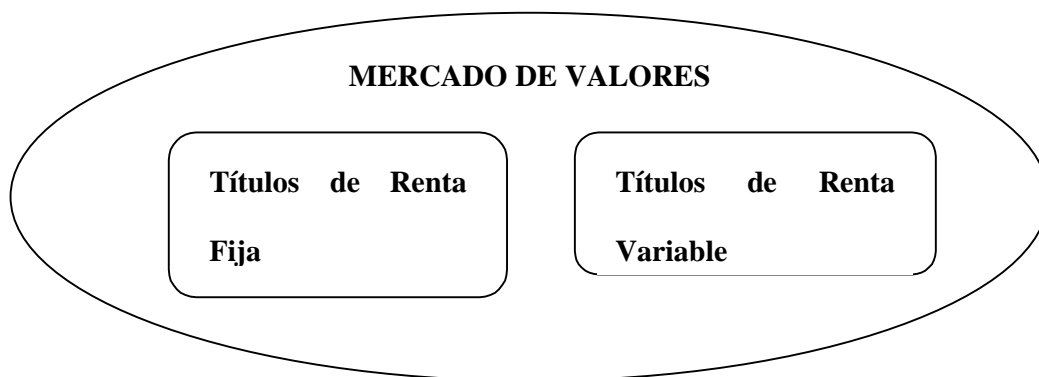 MERCADO DE VALORES
Títulos de Renta
Fija
Títulos de Renta
Variable